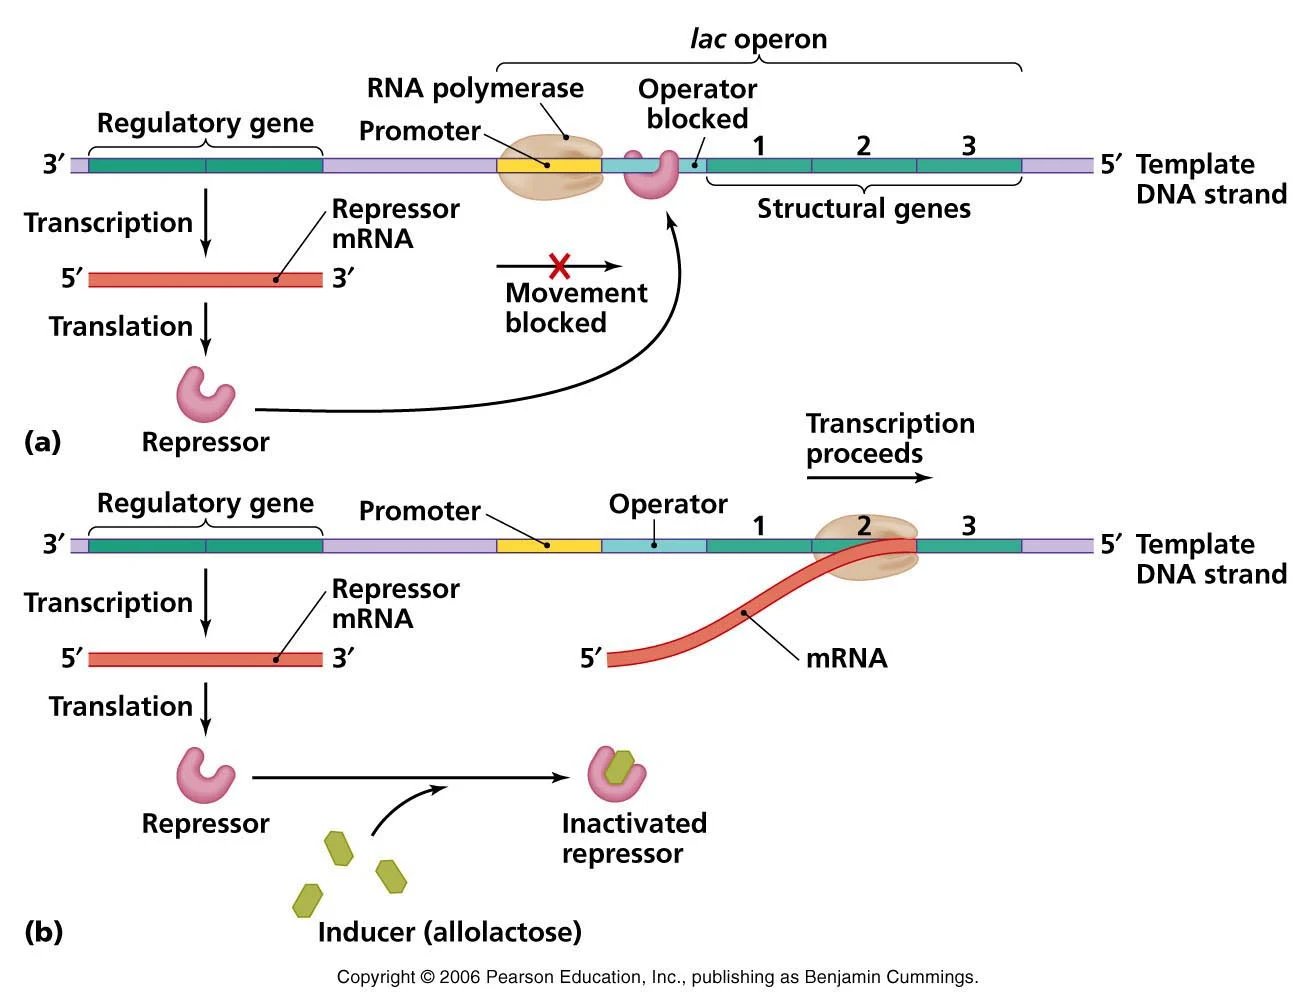 lac operon
RNA polymerase
Operator
blocked
Regulatory gene
Promoter
1 2 3
3′
5′ Template
DNA strand
Structural genes
Transcription
Repressor
mRNA
5′ 3′
Movement
blocked
Translation
(a)
Repressor
Transcription
proceeds
Regulatory gene
Promoter
Operator
1 2 3
3′
5′ Template
DNA strand
Transcription
Repressor
mRNA
5′ 3′
5′
mRNA
Translation
Repressor
Inactivated
repressor
(b)
Inducer (allolactose)
Copyright © 2006 Pearson Education, Inc., publishing as Benjamin Cummings.